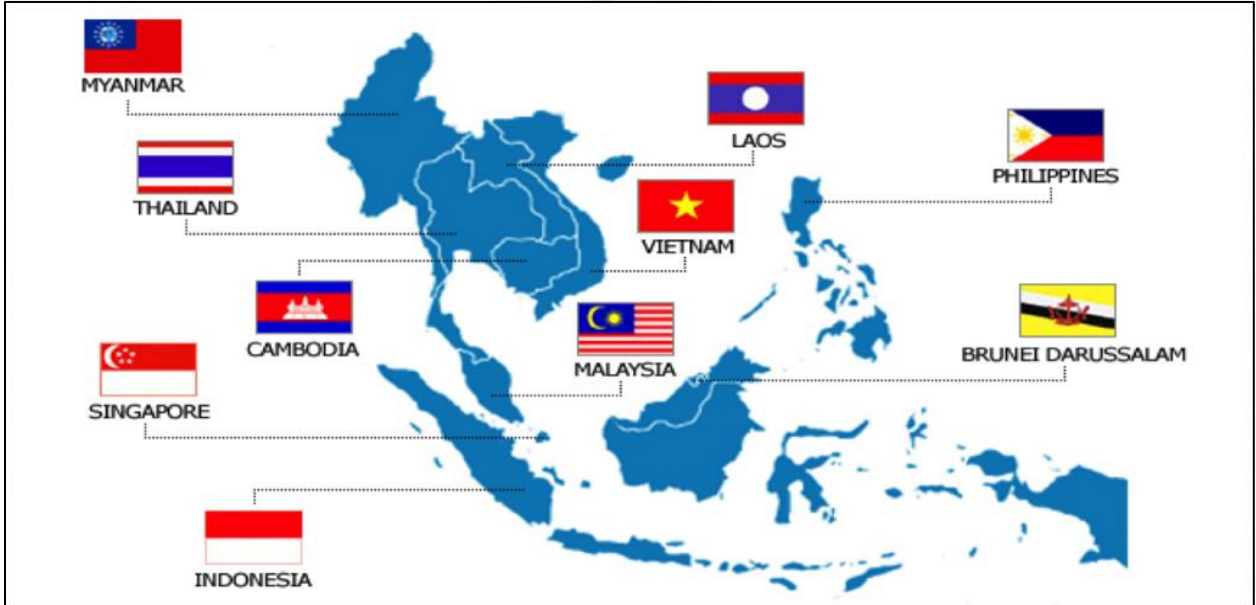 MYANMAR
LAOS
PHILIPPINES
THAILAND
VIETNAM
CAMBODIA
MALAYSIA
BRUNEI DARUSSALAM
SINGAPORE
INDONESIA